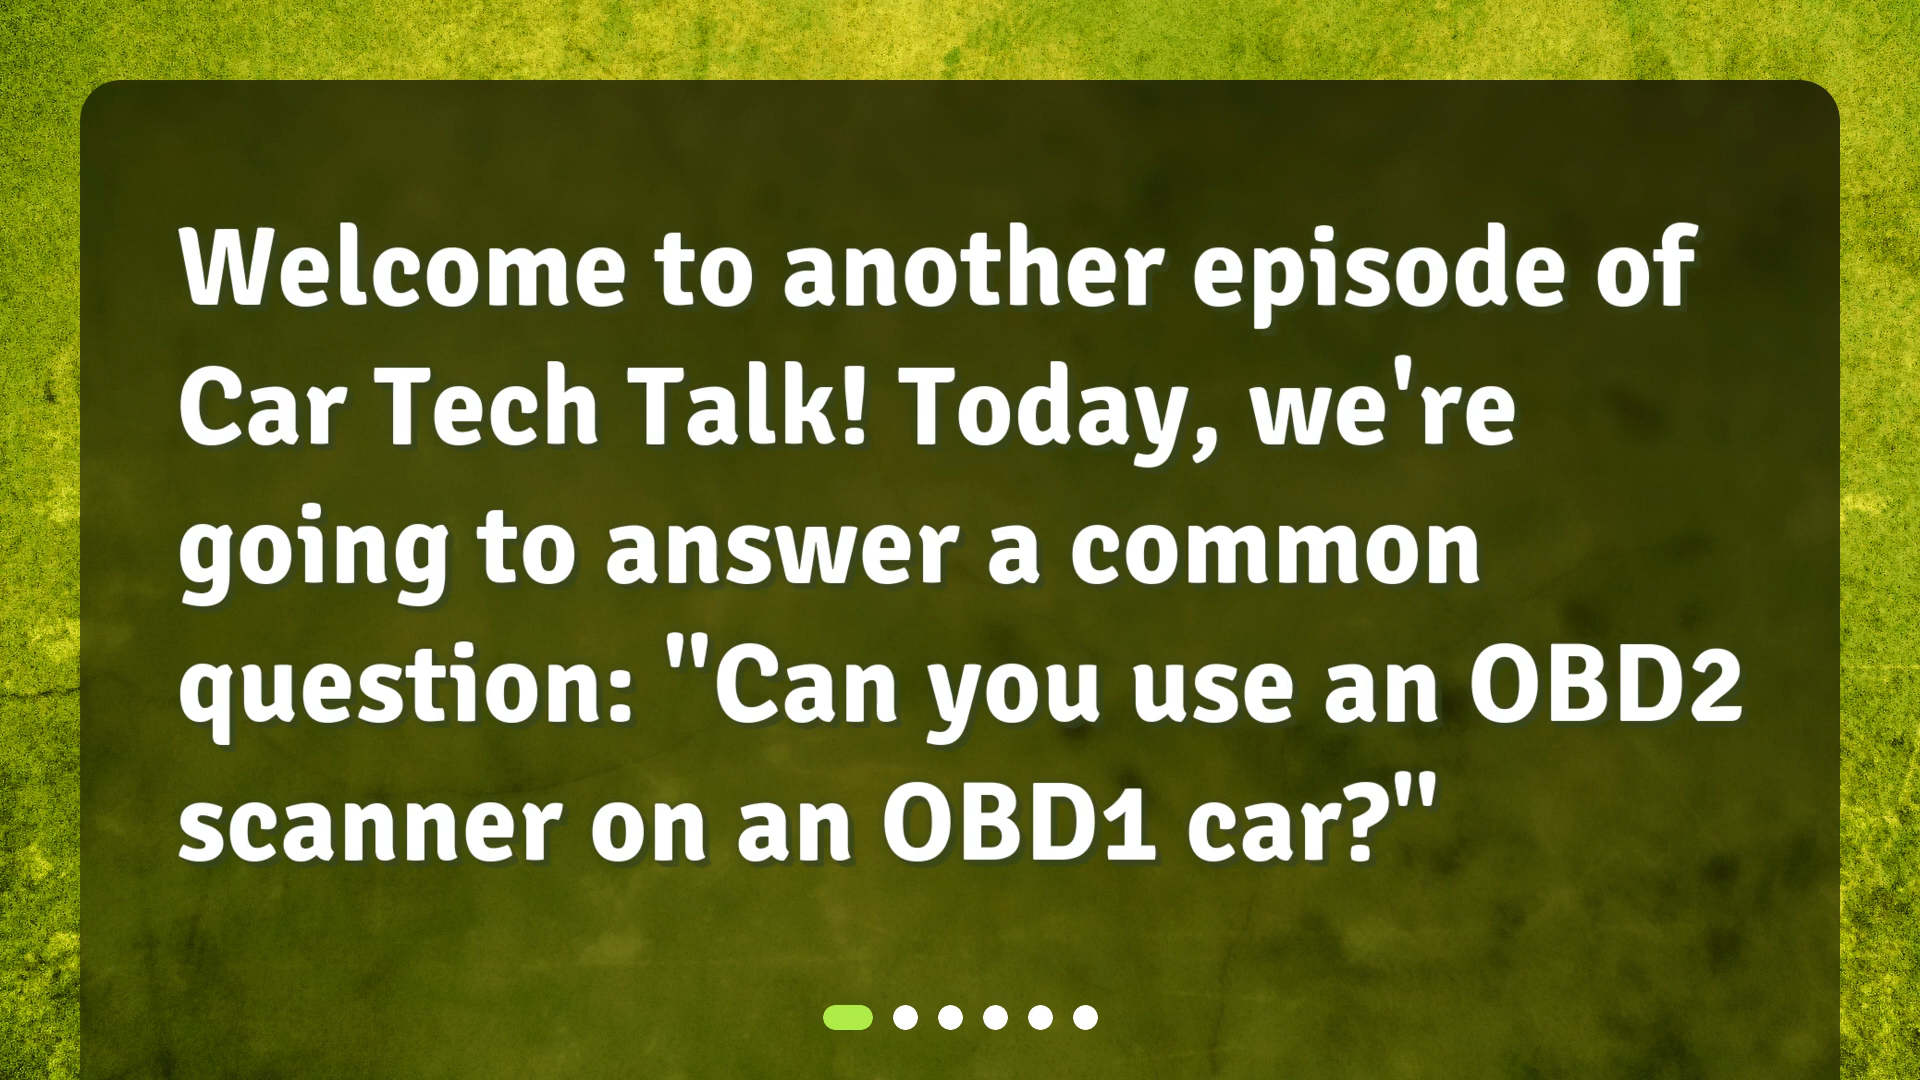 Welcome to another episode of
Car Tech Talk! Today, we're
going to answer a common
question: "Can you use an OBD2
scanner on an OBD1 car?"